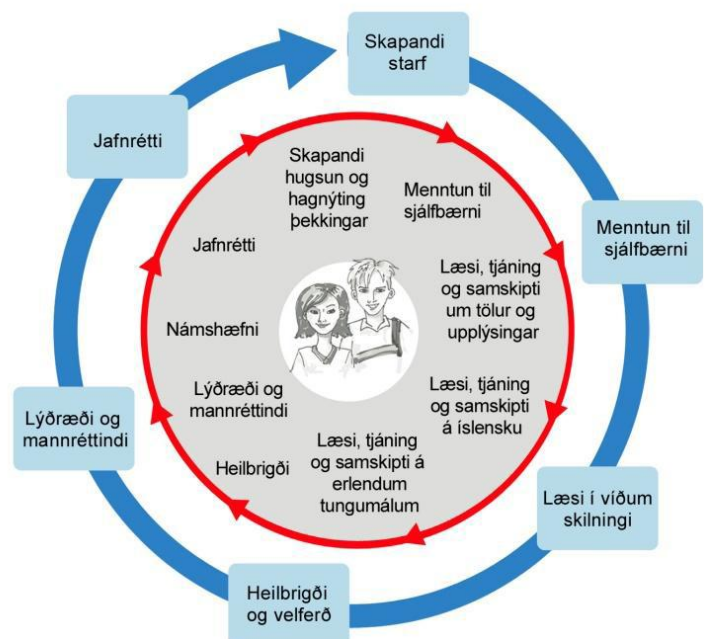 Skapandi
starf
Menntun til
sjálfbærni
Læsi í víðum
skilningi
Heilbrigði
og velferð
Lýðræði og
mannréttindi
Jafnrétti
Skapandi
hugsun og
hagnýting
þekkingar
Menntun til
sjálfbærni
Læsi, tjáning
og samskipti
um tölur og
upplýsingar
Læsi, tjáning
og samskipti
á íslensku
Læsi, tjáning
og samskipti á
erlendum
tungumálum
Heilbrigði
Lýðræði og
mannréttindi
Námshæfni
Jafnrétti